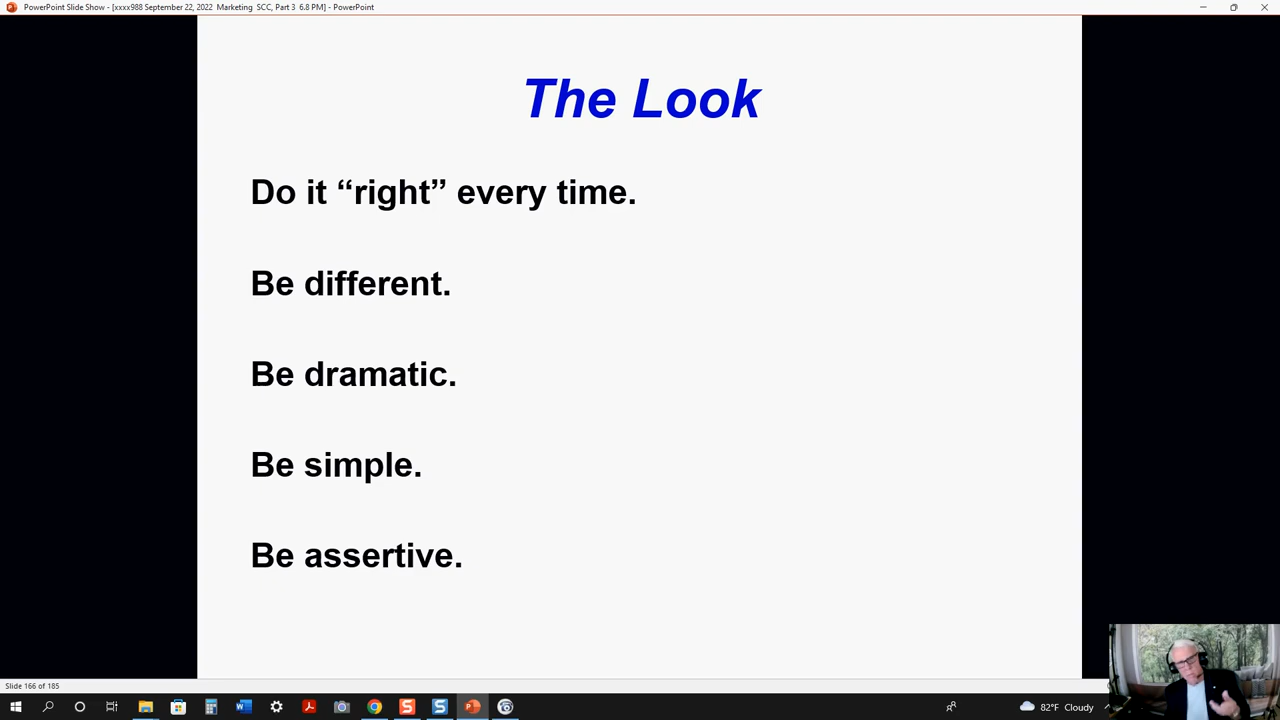 PowerPoint Slide Show - [xxxx988 September 22, 2022 Marketing SCC, Part 3 6.8 PM] - PowerPoint
The Look
Do it “right” every time.
Be different.
Be dramatic.
Be simple.
Be assertive.
Slide 166 of 185
82°F Cloudy